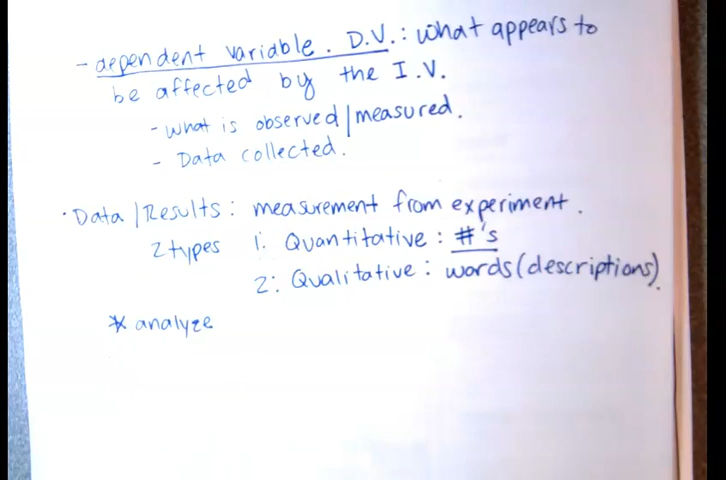 - dependent variable. D.V.: what appears to
be affected by the I.V.
- what is observed/measured.
- Data collected.
· Data/Results: measurement from experiment.
2 types 1: Quantitative: #'s
2: Qualitative: words (descriptions).
* analyze